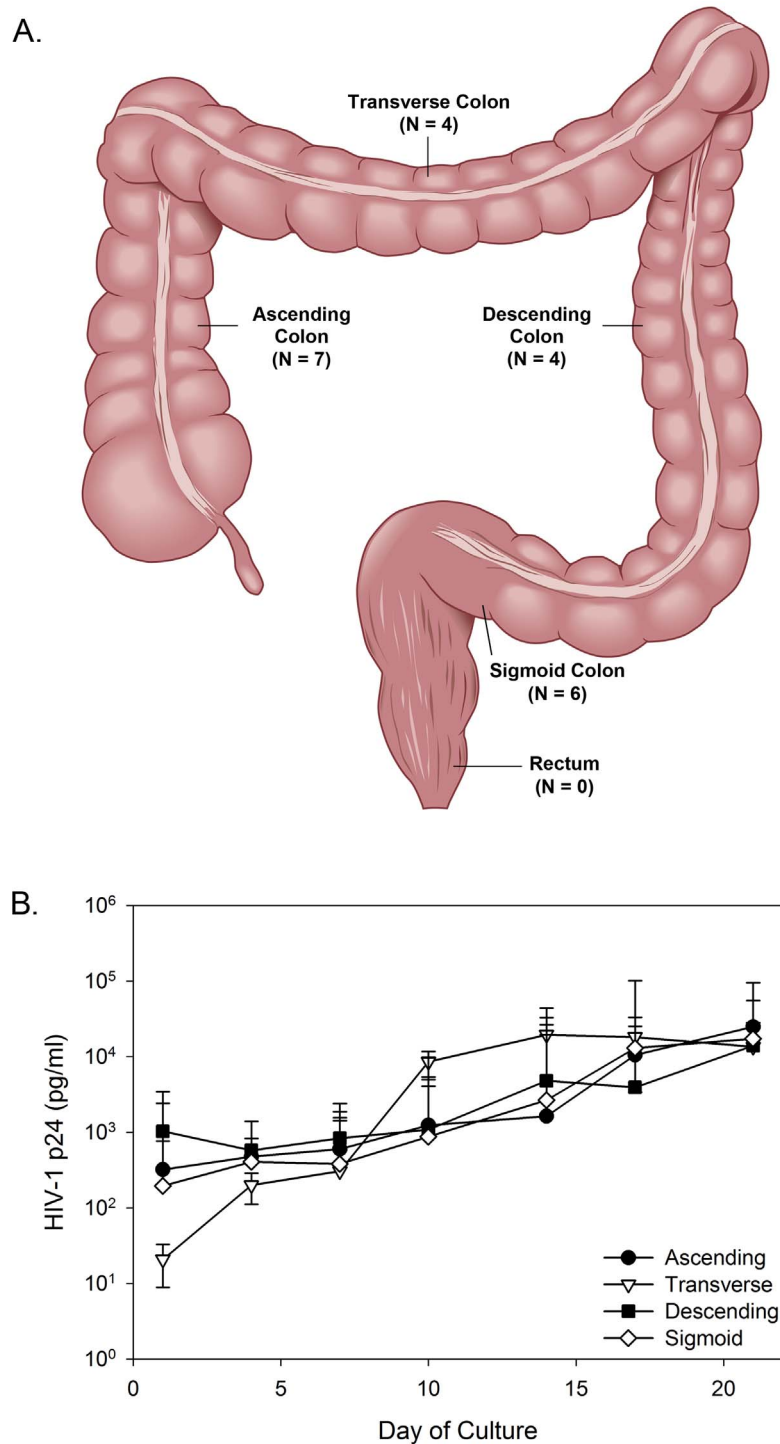 A.
Transverse Colon
(N = 4)
Ascending
Colon
(N = 7)
Descending
Colon
(N = 4)
Sigmoid Colon
(N = 6)
Rectum
(N = 0)
B.
HIV-1 p24 (pg/ml)
10⁶
10⁵
10⁴
10³
10²
10¹
10⁰
Ascending
Transverse
Descending
Sigmoid
0 5 10 15 20
Day of Culture